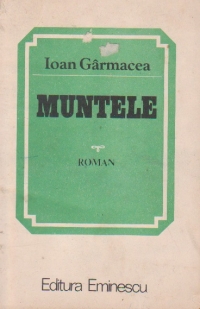 Ioan Gârmacea
MUNTELE
ROMAN
Editura Eminescu